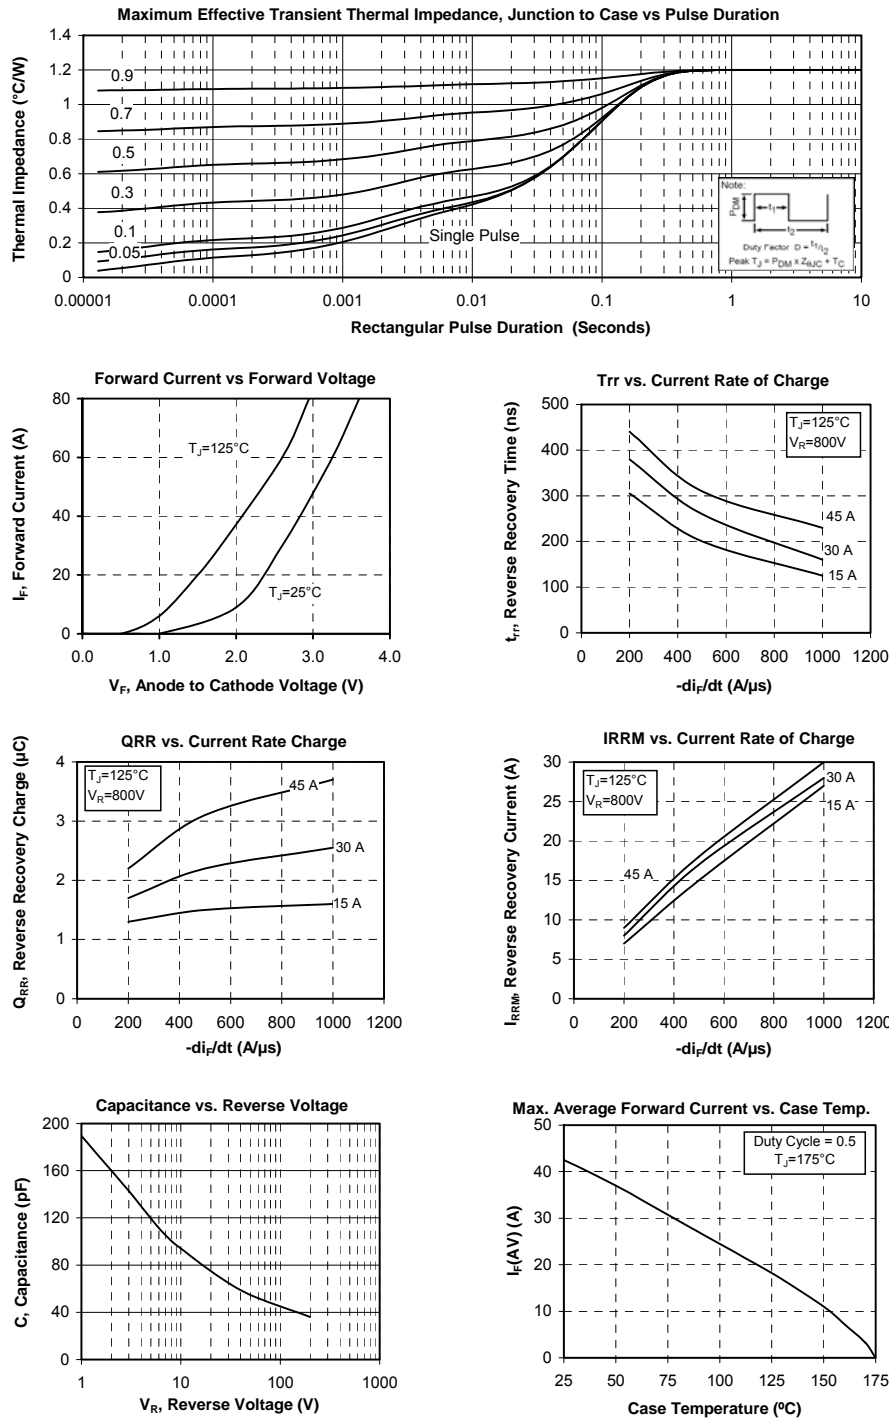 Maximum Effective Transient Thermal Impedance, Junction to Case vs Pulse Duration
Thermal Impedance (°C/W)
1.4
1.2
1.0
0.8
0.6
0.4
0.2
0
0.9
0.7
0.5
0.3
0.1
0.05
Single Pulse
Note:
PDM
t1
t2
Duty Factor D = t1/t2
Peak TJ = PDM x ZθJC + TC
0.00001 0.0001 0.001 0.01 0.1 1 10
Rectangular Pulse Duration (Seconds)
Forward Current vs Forward Voltage
IF, Forward Current (A)
80
60
40
20
0
TJ=125°C
TJ=25°C
0.0 1.0 2.0 3.0 4.0
VF, Anode to Cathode Voltage (V)
Trr vs. Current Rate of Charge
trr, Reverse Recovery Time (ns)
500
400
300
200
100
0
TJ=125°C
VR=800V
45 A
30 A
15 A
0 200 400 600 800 1000 1200
-diF/dt (A/µs)
QRR vs. Current Rate Charge
QRR, Reverse Recovery Charge (µC)
4
3
2
1
0
TJ=125°C
VR=800V
45 A
30 A
15 A
0 200 400 600 800 1000 1200
-diF/dt (A/µs)
IRRM vs. Current Rate of Charge
IRRM, Reverse Recovery Current (A)
30
25
20
15
10
5
0
TJ=125°C
VR=800V
30 A
15 A
45 A
0 200 400 600 800 1000 1200
-diF/dt (A/µs)
Capacitance vs. Reverse Voltage
C, Capacitance (pF)
200
160
120
80
40
0
1 10 100 1000
VR, Reverse Voltage (V)
Max. Average Forward Current vs. Case Temp.
IF(AV) (A)
50
40
30
20
10
0
Duty Cycle = 0.5
TJ=175°C
25 50 75 100 125 150 175
Case Temperature (ºC)